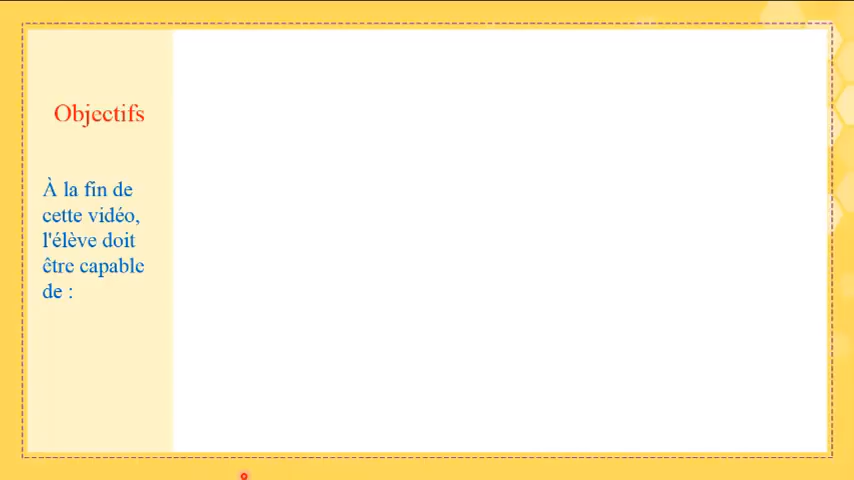 Objectifs
À la fin de
cette vidéo,
l'élève doit
être capable
de :